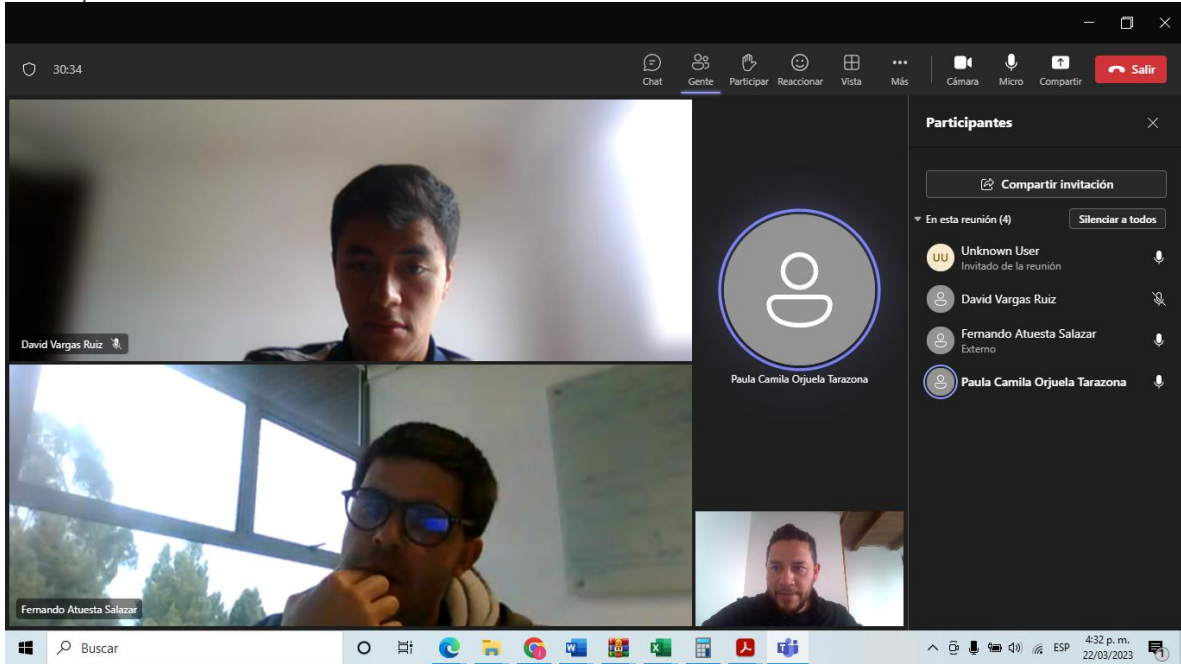 30:34
Chat
Gente
Participar
Reaccionar
Vista
Más
Cámara
Micro
Compartir
Salir
David Vargas Ruiz
Fernando Atuesta Salazar
Paula Camila Orjuela Tarazona
Participantes
Compartir invitación
En esta reunión (4)
Silenciar a todos
UU
Unknown User
Invitado de la reunión
David Vargas Ruiz
Fernando Atuesta Salazar
Externo
Paula Camila Orjuela Tarazona
Buscar
ESP
4:32 p. m.
22/03/2023
1